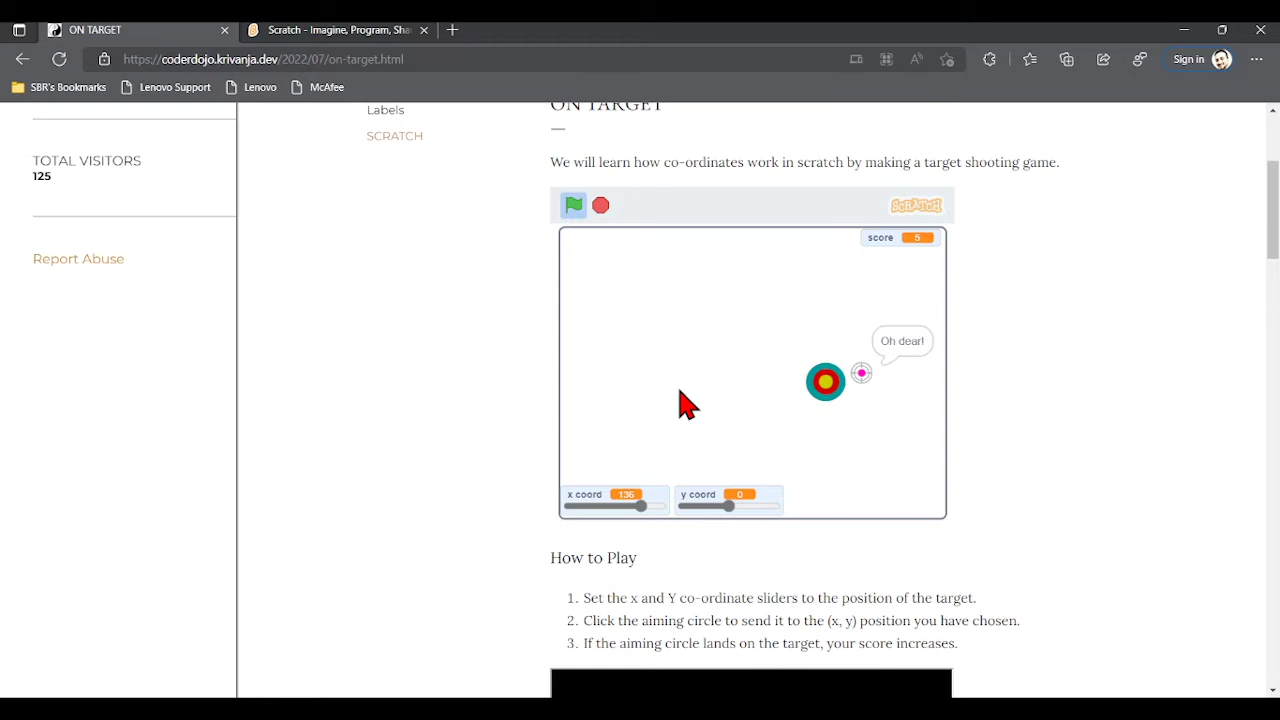 ON TARGET
Scratch - Imagine, Program, Sha
https://coderdojo.krivanja.dev/2022/07/on-target.html
Sign in
SBR's Bookmarks
Lenovo Support
Lenovo
McAfee
TOTAL VISITORS
125
Report Abuse
Labels
SCRATCH
ON TARGET
We will learn how co-ordinates work in scratch by making a target shooting game.
SCRATCH
score 5
Oh dear!
x coord 136
y coord 0
How to Play
1. Set the x and Y co-ordinate sliders to the position of the target.
2. Click the aiming circle to send it to the (x, y) position you have chosen.
3. If the aiming circle lands on the target, your score increases.